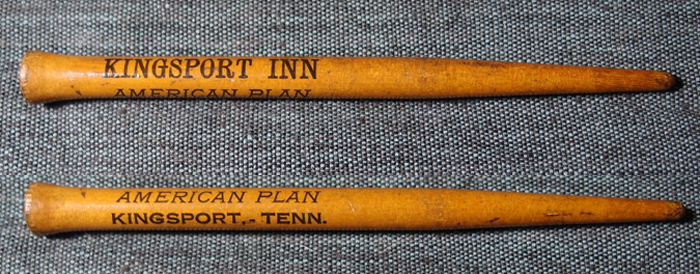 KINGSPORT INN
AMERICAN PLAN
AMERICAN PLAN
KINGSPORT, - TENN.